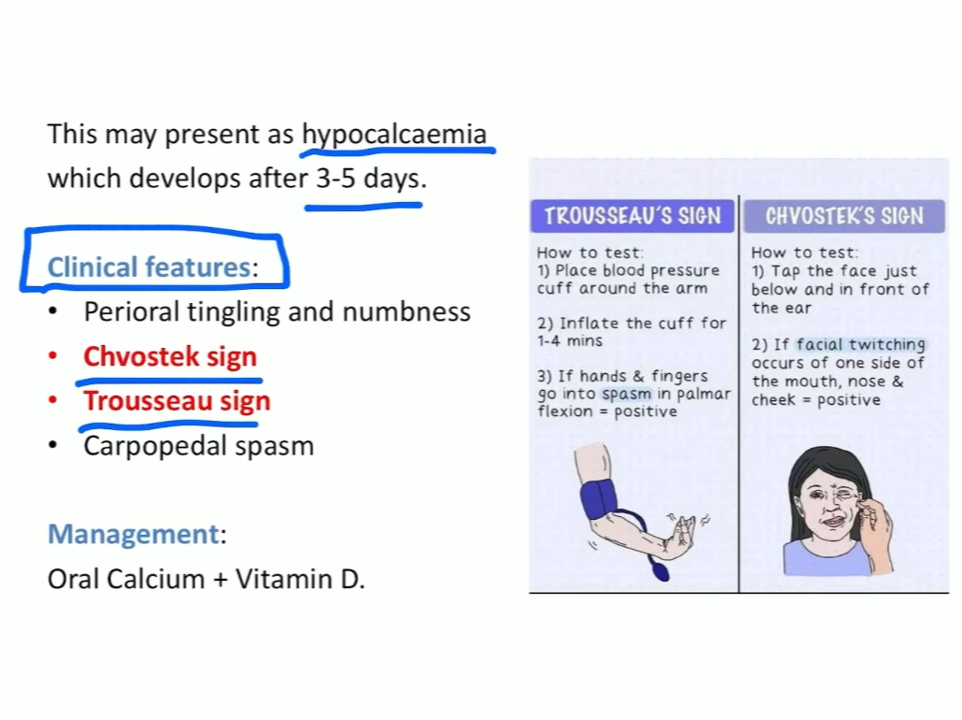 This may present as hypocalcaemia
which develops after 3-5 days.
Clinical features:
• Perioral tingling and numbness
• Chvostek sign
• Trousseau sign
• Carpopedal spasm
Management:
Oral Calcium + Vitamin D.
TROUSSEAU'S SIGN
How to test:
1) Place blood pressure
cuff around the arm
2) Inflate the cuff for
1-4 mins
3) If hands & fingers
go into spasm in palmar
flexion = positive
CHVOSTEK'S SIGN
How to test:
1) Tap the face just
below and in front of
the ear
2) If facial twitching
occurs of one side of
the mouth, nose &
cheek = positive